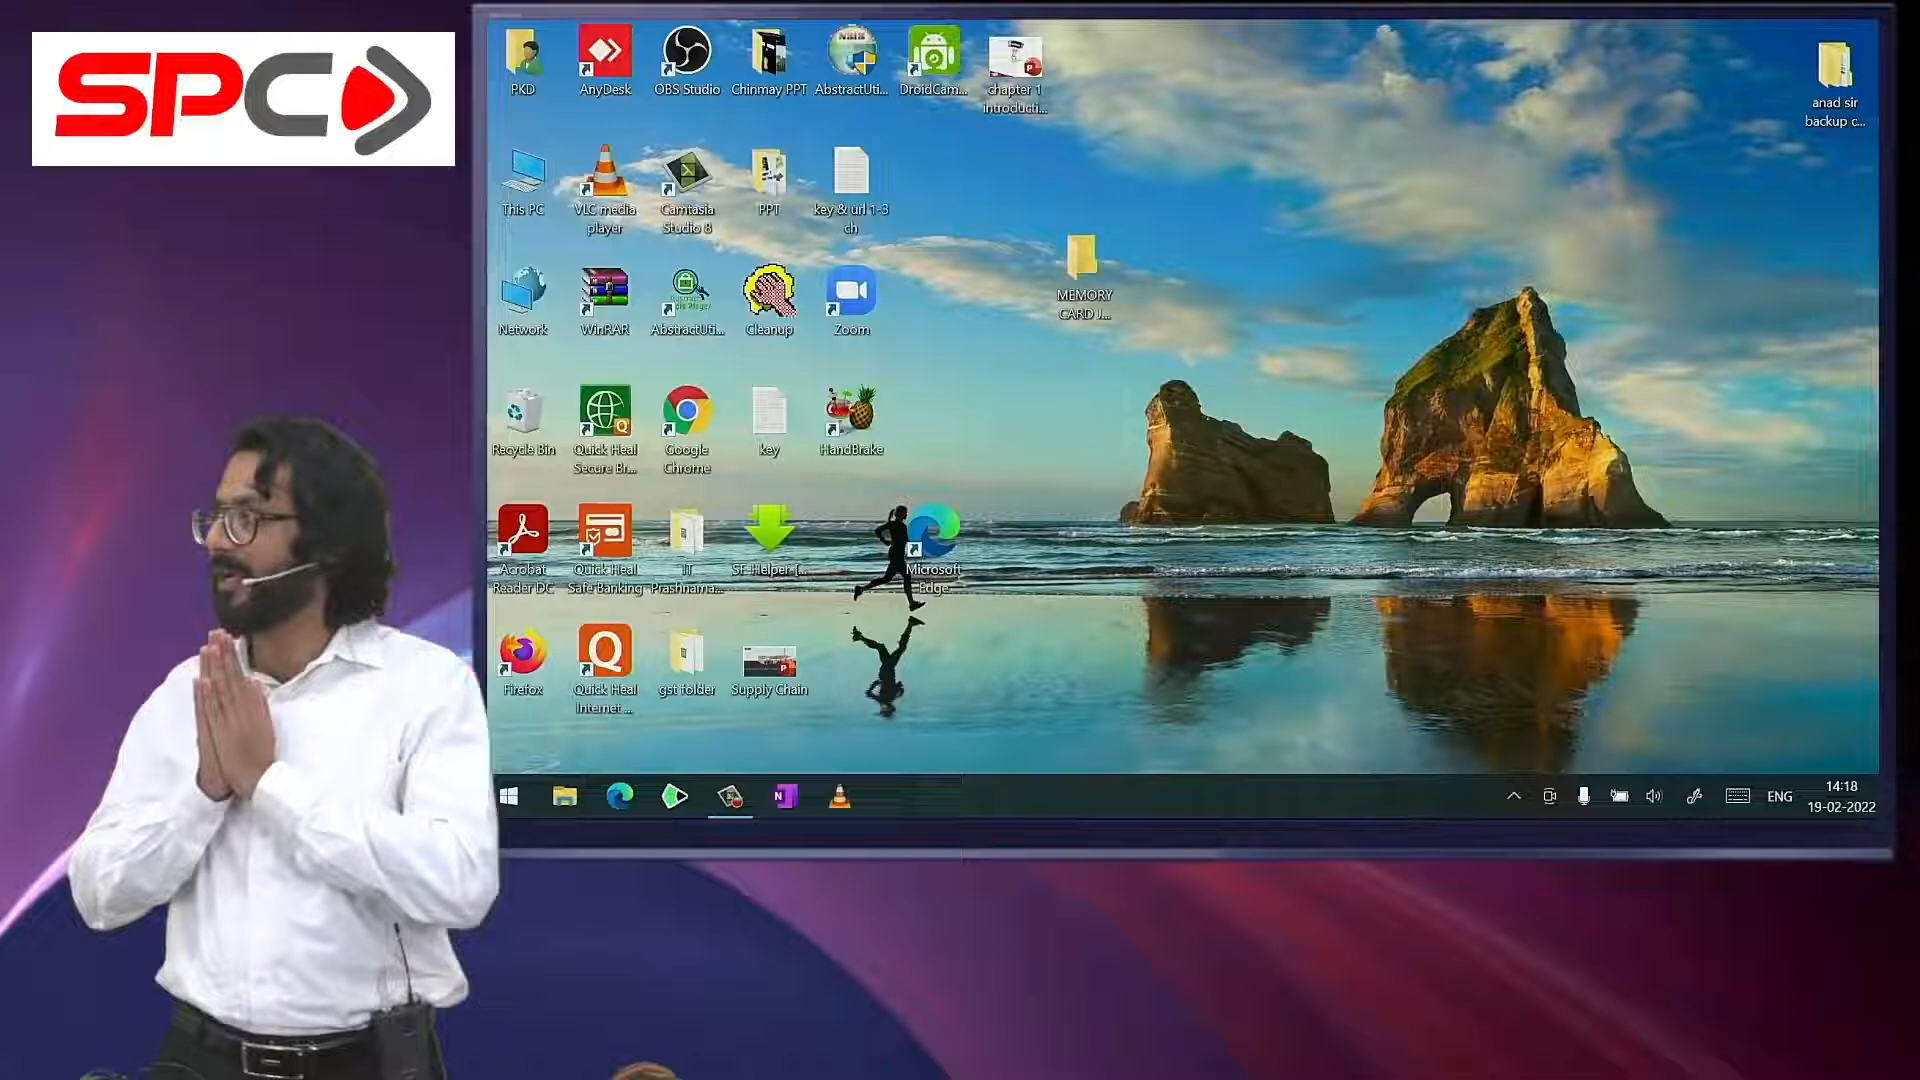 SPC
PKD
AnyDesk
OBS Studio
Chinmay PPT
AbstractUti...
DroidCam...
chapter 1
introducti...
anad sir
backup c...
This PC
VLC media
player
Camtasia
Studio 8
PPT
key & url 1-3
ch
MEMORY
CARD J...
Network
WinRAR
AbstractUti...
Cleanup
Zoom
Recycle Bin
Quick Heal
Secure Br...
Google
Chrome
key
HandBrake
Acrobat
Reader DC
Quick Heal
Safe Banking
IT
Prashnama...
SF Helper (...
Microsoft
Edge
Firefox
Quick Heal
Internet ...
gst folder
Supply Chain
ENG
14:18
19-02-2022